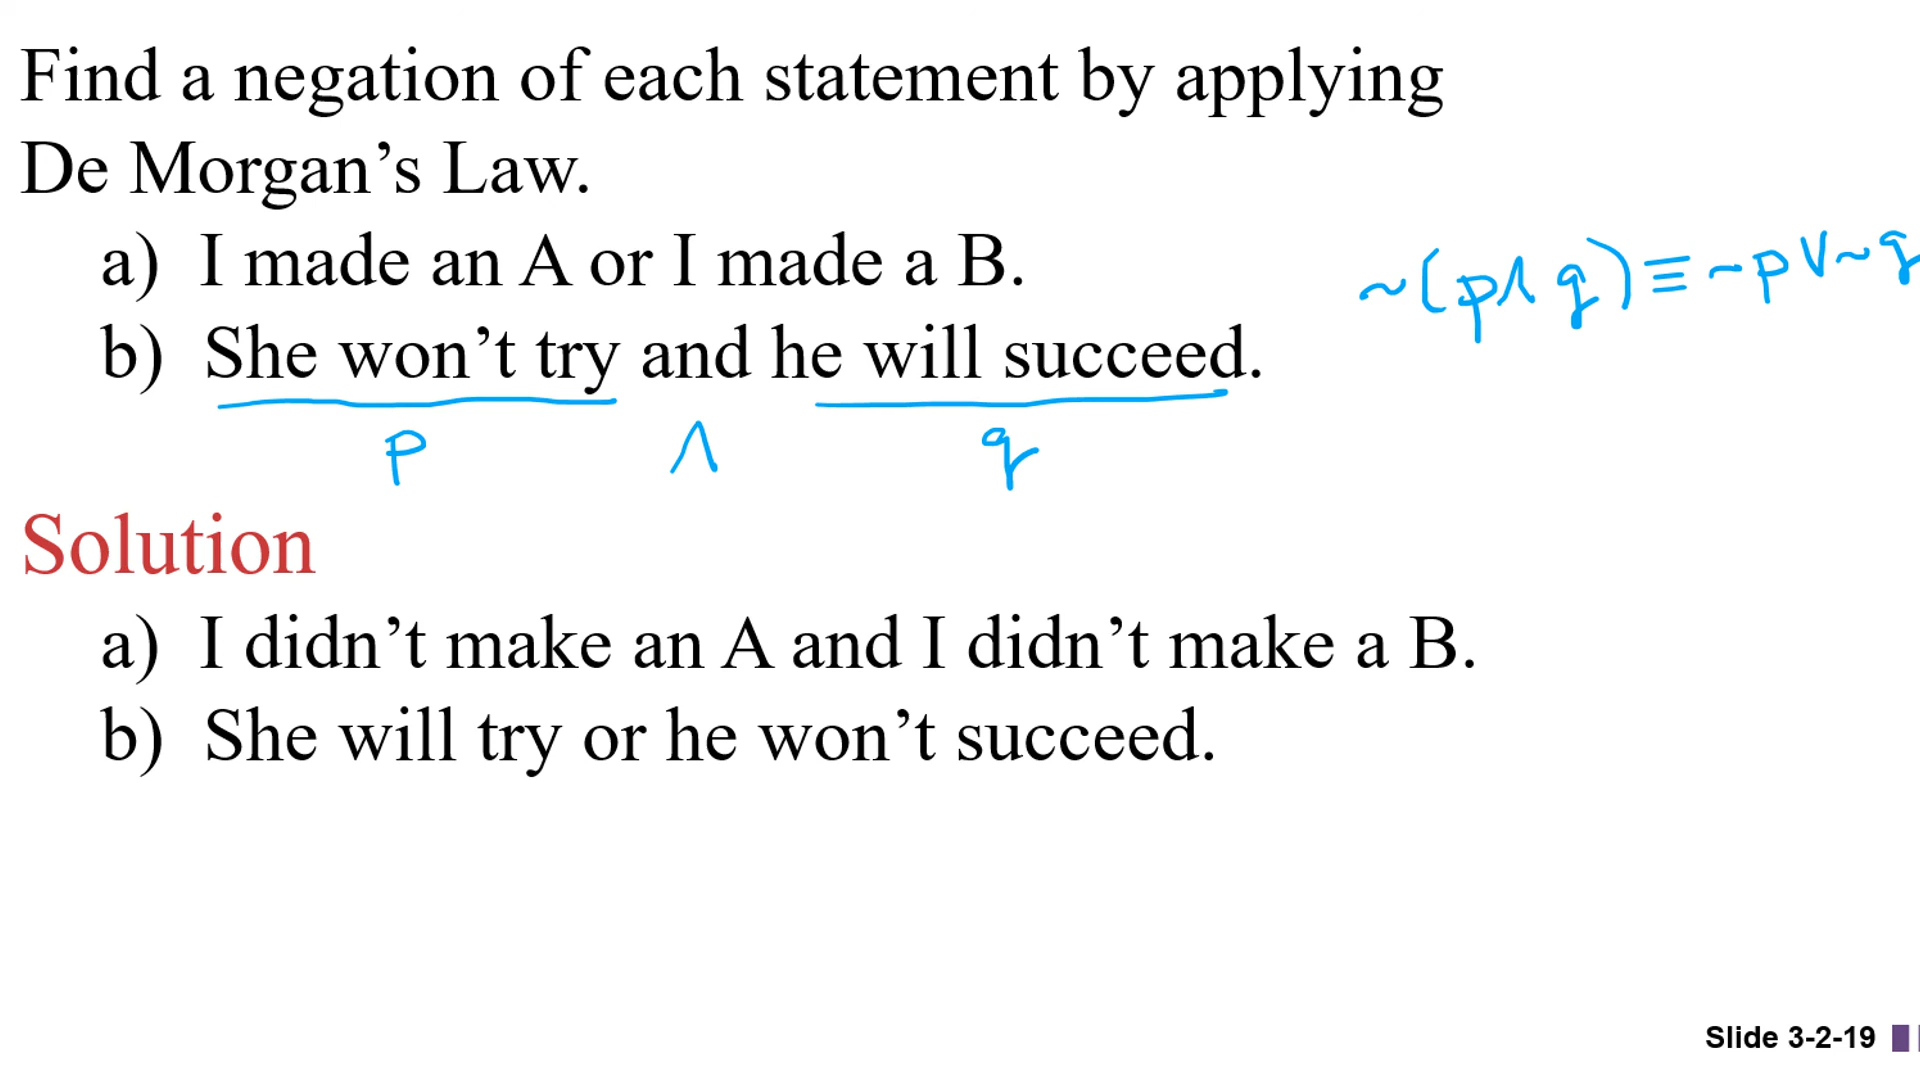 Find a negation of each statement by applying
De Morgan’s Law.
a) I made an A or I made a B.
~(p∧q)≡~p∨~q
b) She won’t try and he will succeed.
p ∧ q
Solution
a) I didn’t make an A and I didn’t make a B.
b) She will try or he won’t succeed.
Slide 3-2-19